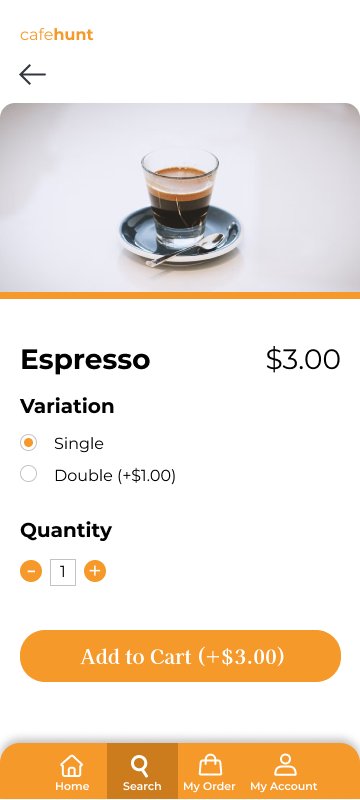 cafehunt
Espresso $3.00
Variation
Single
Double (+$1.00)
Quantity
- 1 +
Add to Cart (+$3.00)
Home Search My Order My Account